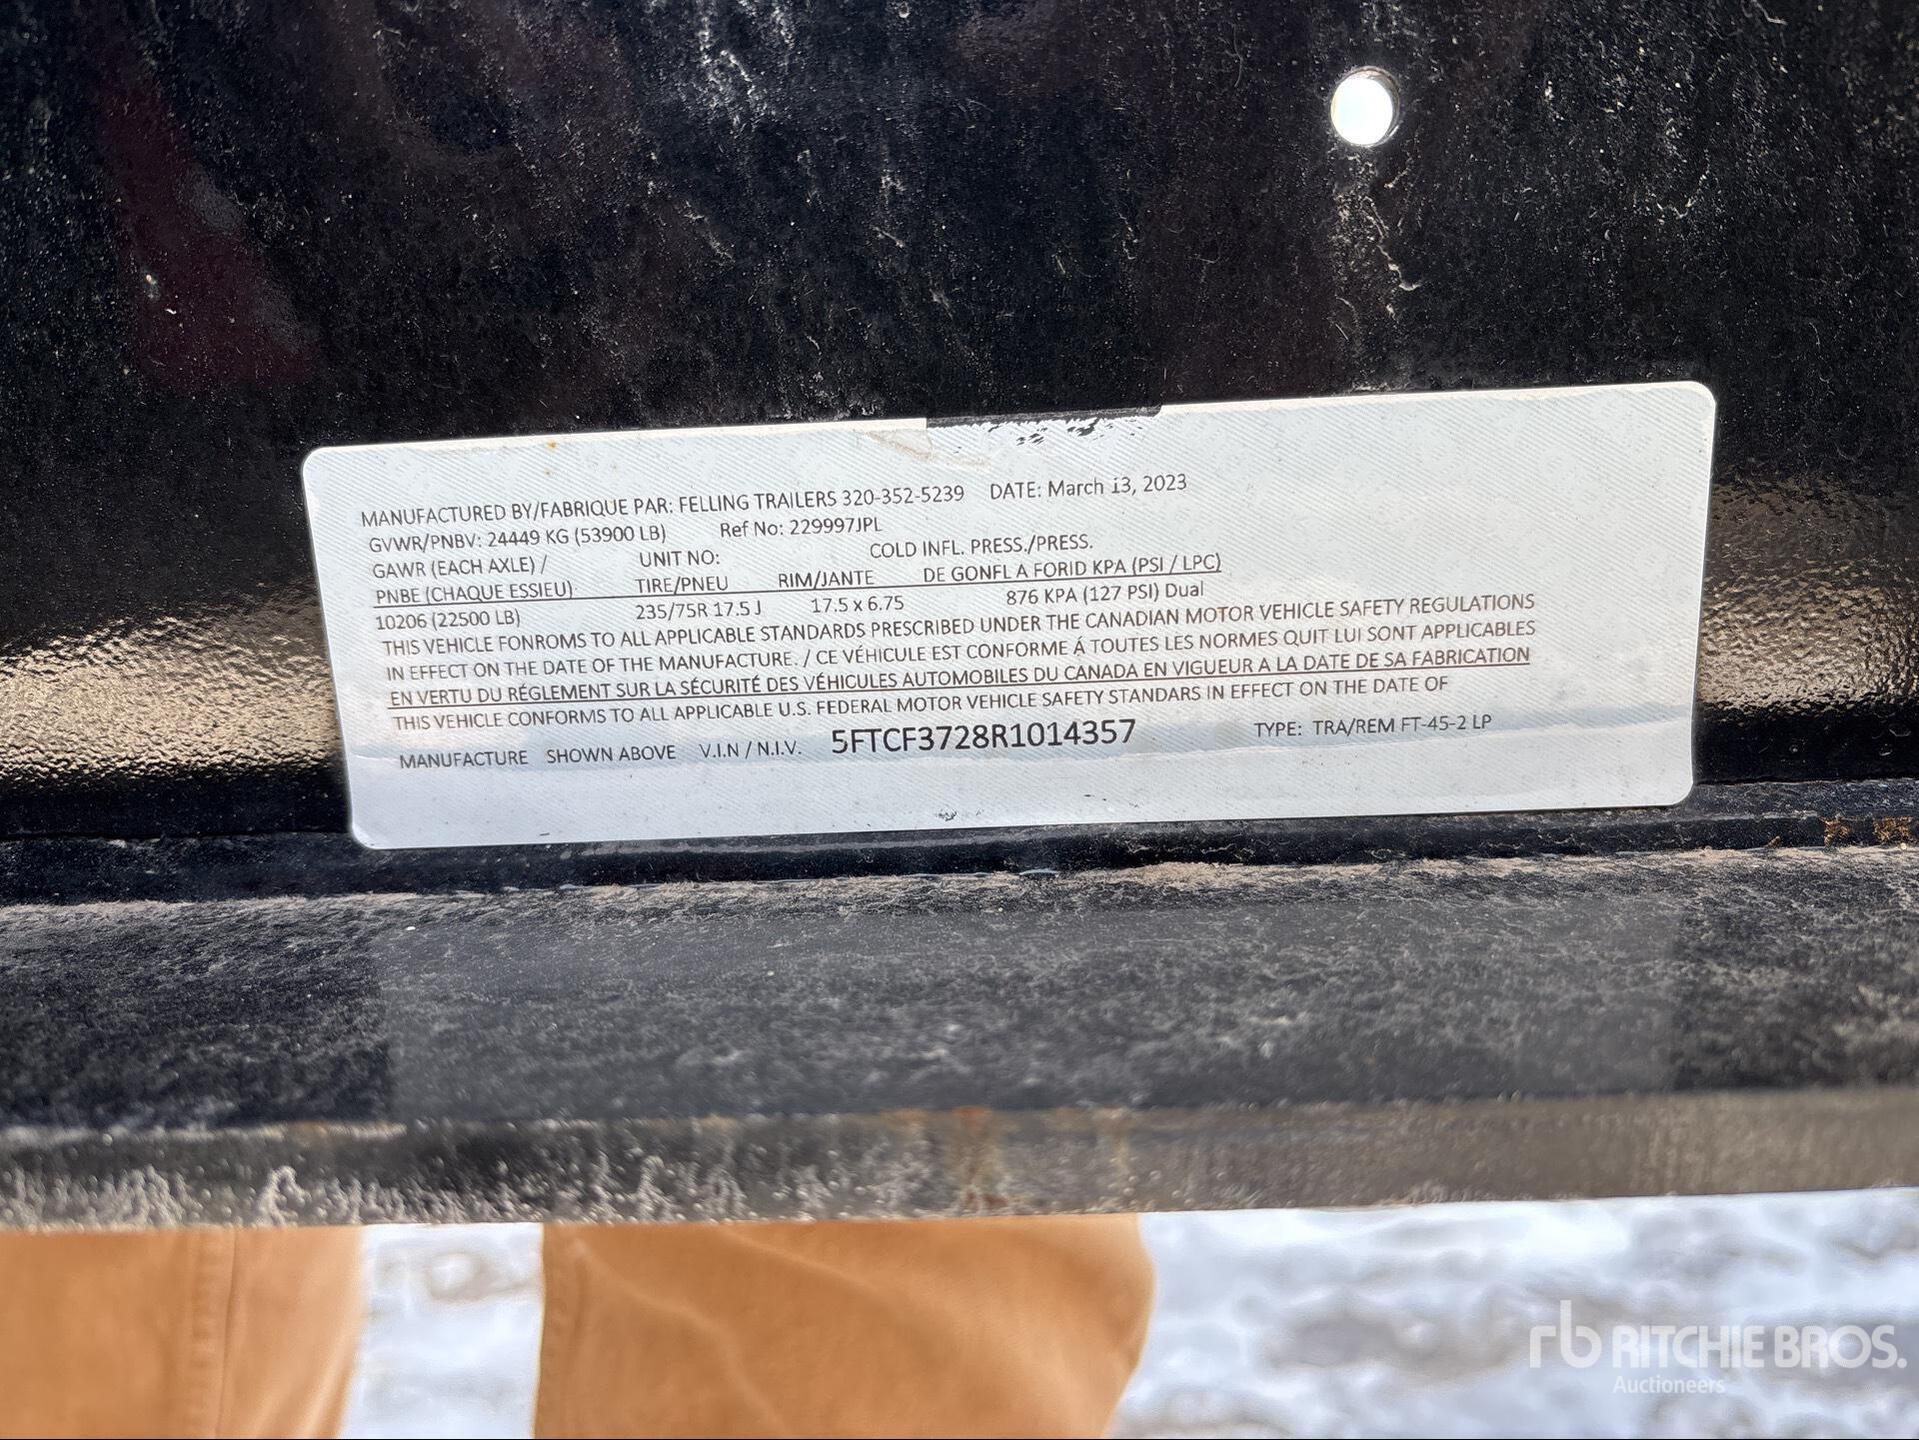 MANUFACTURED BY/FABRIQUE PAR: FELLING TRAILERS 320-352-5239 DATE: March 13, 2023
GVWR/PNBV: 24449 KG (53900 LB) Ref No: 229997JPL
GAWR (EACH AXLE) / UNIT NO: COLD INFL. PRESS./PRESS.
PNBE (CHAQUE ESSIEU) TIRE/PNEU RIM/JANTE DE GONFL A FORID KPA (PSI / LPC)
10206 (22500 LB) 235/75R 17.5 J 17.5 x 6.75 876 KPA (127 PSI) Dual
THIS VEHICLE FONROMS TO ALL APPLICABLE STANDARDS PRESCRIBED UNDER THE CANADIAN MOTOR VEHICLE SAFETY REGULATIONS
IN EFFECT ON THE DATE OF THE MANUFACTURE. / CE VÉHICULE EST CONFORME Á TOUTES LES NORMES QUIT LUI SONT APPLICABLES
EN VERTU DU RÉGLEMENT SUR LA SÉCURITÉ DES VÉHICULES AUTOMOBILES DU CANADA EN VIGUEUR A LA DATE DE SA FABRICATION
THIS VEHICLE CONFORMS TO ALL APPLICABLE U.S. FEDERAL MOTOR VEHICLE SAFETY STANDARS IN EFFECT ON THE DATE OF
MANUFACTURE SHOWN ABOVE V.I.N / N.I.V. 5FTCF3728R1014357 TYPE: TRA/REM FT-45-2 LP
rb RITCHIE BROS.
Auctioneers